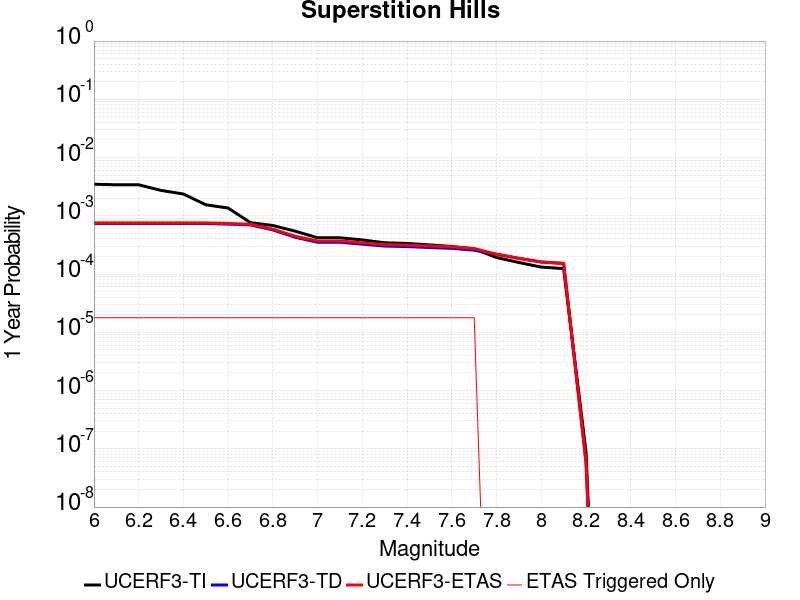 Superstition Hills
10^0
10^-1
10^-2
10^-3
10^-4
10^-5
10^-6
10^-7
10^-8
1 Year Probability
6 6.2 6.4 6.6 6.8 7 7.2 7.4 7.6 7.8 8 8.2 8.4 8.6 8.8 9
Magnitude
UCERF3-TI UCERF3-TD UCERF3-ETAS ETAS Triggered Only